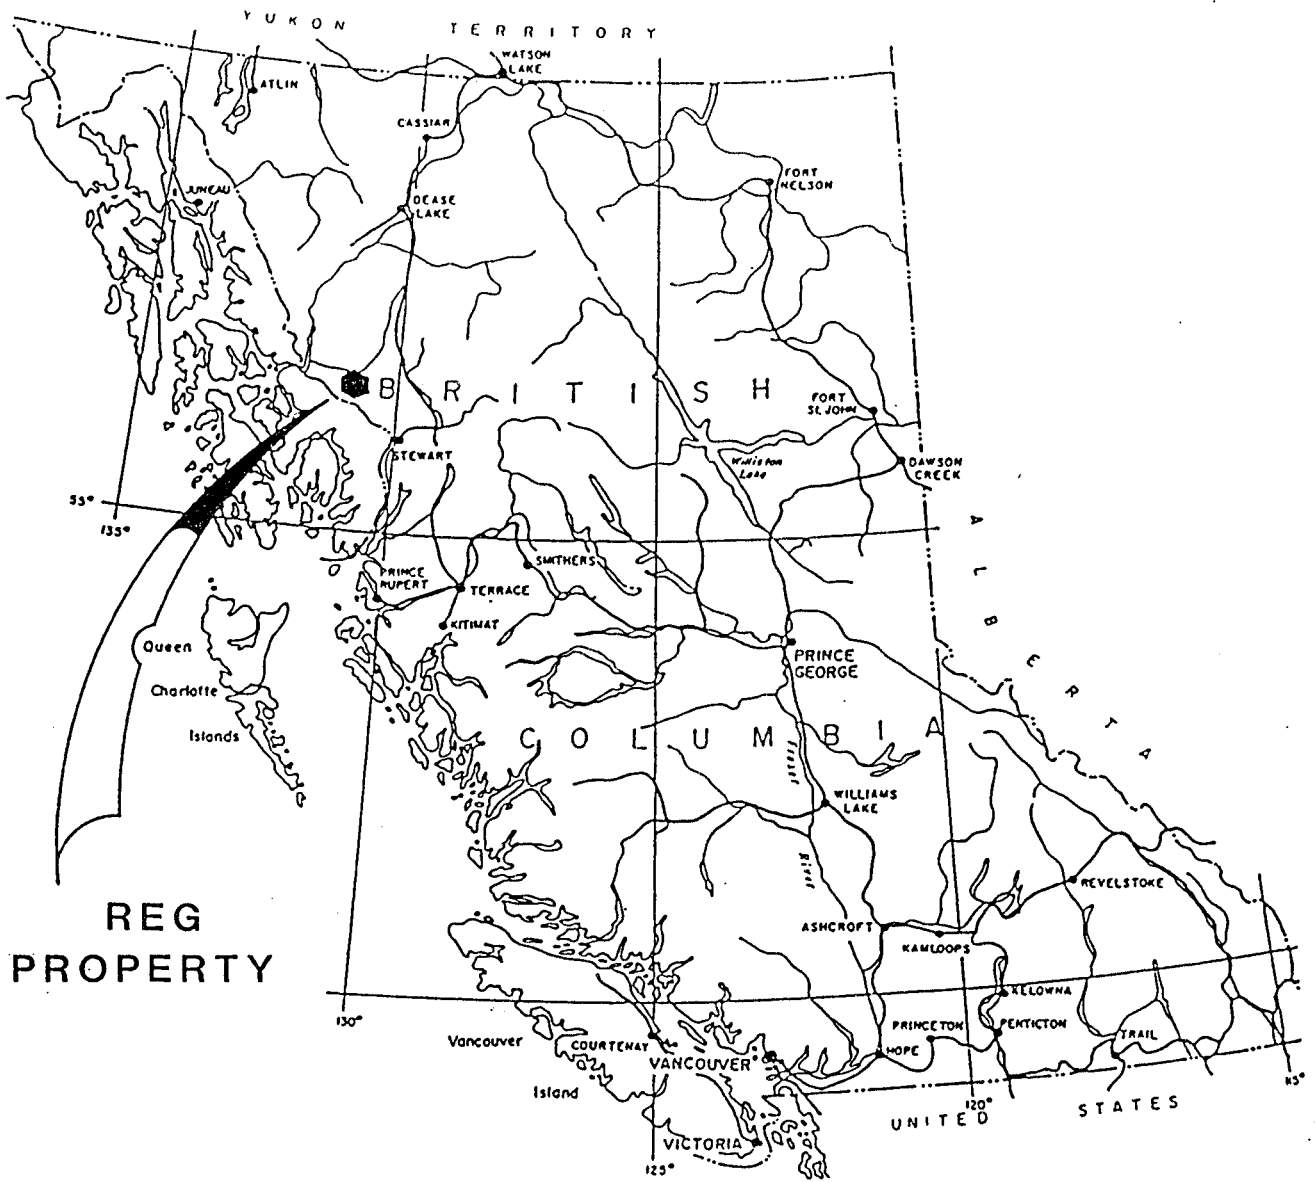 YUKON TERRITORY
WATSON
LAKE
ATLIN
CASSIAR
FORT
NELSON
JUNEAU
DEASE
LAKE
BRITISH
FORT
ST. JOHN
STEWART
Williston
Lake
DAWSON
CREEK
55°
135°
ALBERTA
PRINCE
RUPERT
SMITHERS
TERRACE
KITIMAT
Queen
Charlotte
Islands
PRINCE
GEORGE
COLUMBIA
Fraser
River
WILLIAMS
LAKE
REVELSTOKE
REG
PROPERTY
ASHCROFT
KAMLOOPS
KELOWNA
130°
Vancouver
Island
COURTENAY
VANCOUVER
PRINCETON
PENTICTON
TRAIL
HOPE
115°
120°
UNITED STATES
VICTORIA
125°